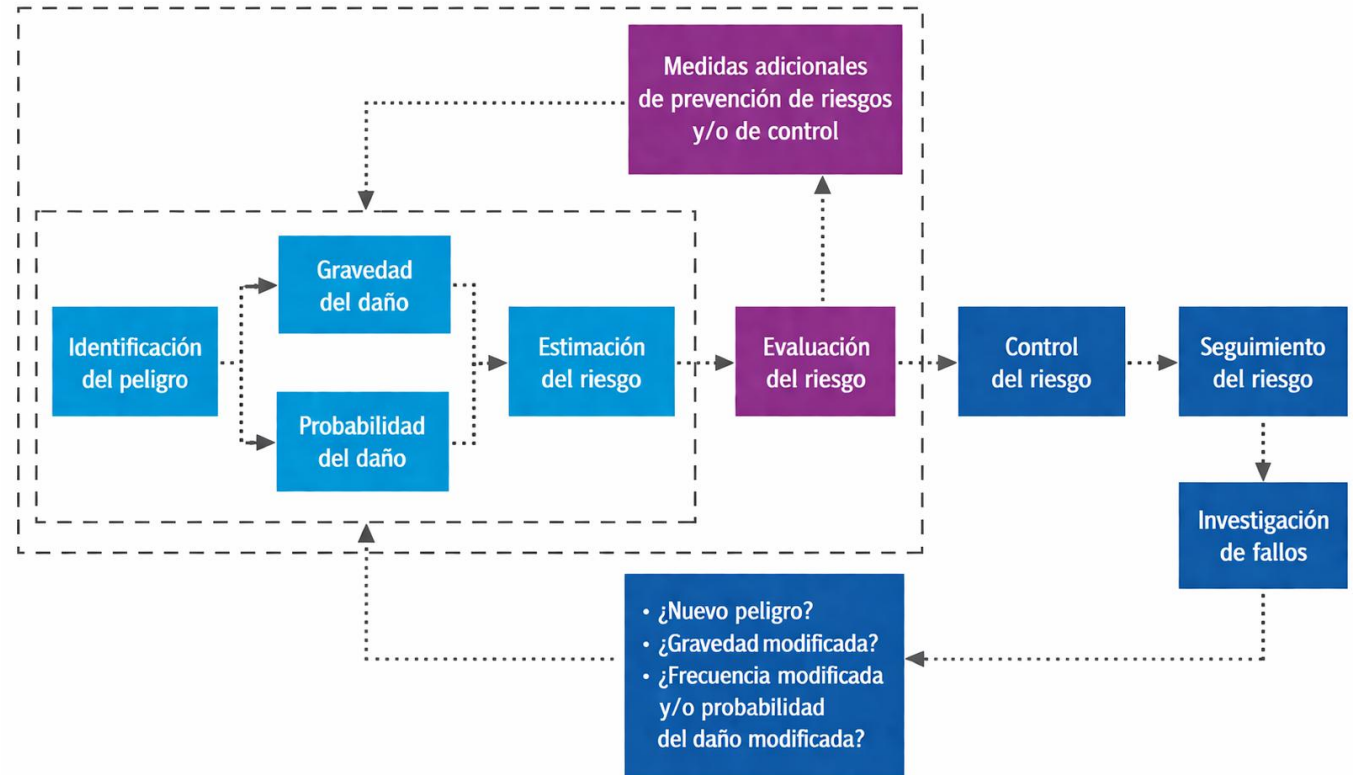 Medidas adicionales
de prevención de riesgos
y/o de control
Identificación
del peligro
Gravedad
del daño
Probabilidad
del daño
Estimación
del riesgo
Evaluación
del riesgo
Control
del riesgo
Seguimiento
del riesgo
Investigación
de fallos
• ¿Nuevo peligro?
• ¿Gravedad modificada?
• ¿Frecuencia modificada
y/o probabilidad
del daño modificada?